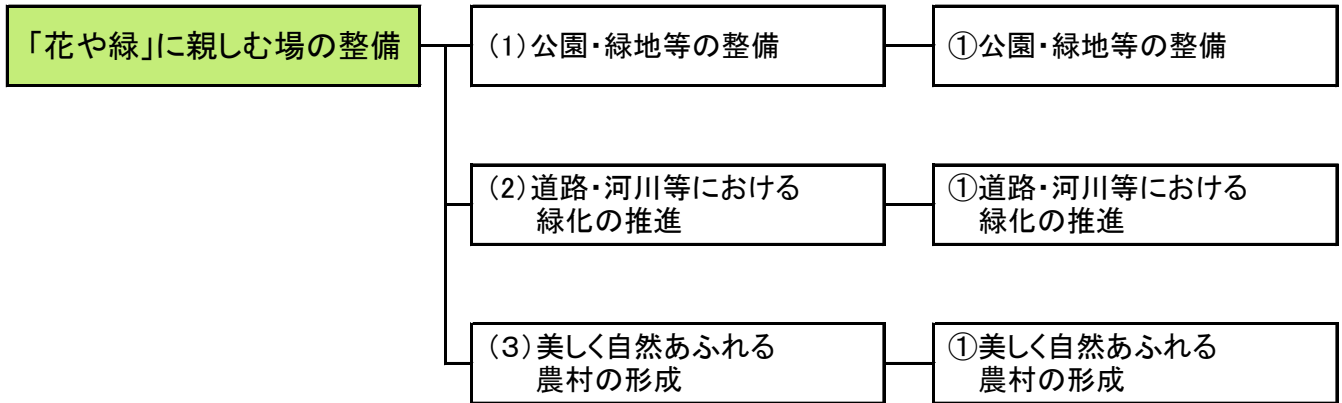 「花や緑」に親しむ場の整備
(1)公園・緑地等の整備
①公園・緑地等の整備
(2)道路・河川等における
緑化の推進
①道路・河川等における
緑化の推進
(3)美しく自然あふれる
農村の形成
①美しく自然あふれる
農村の形成